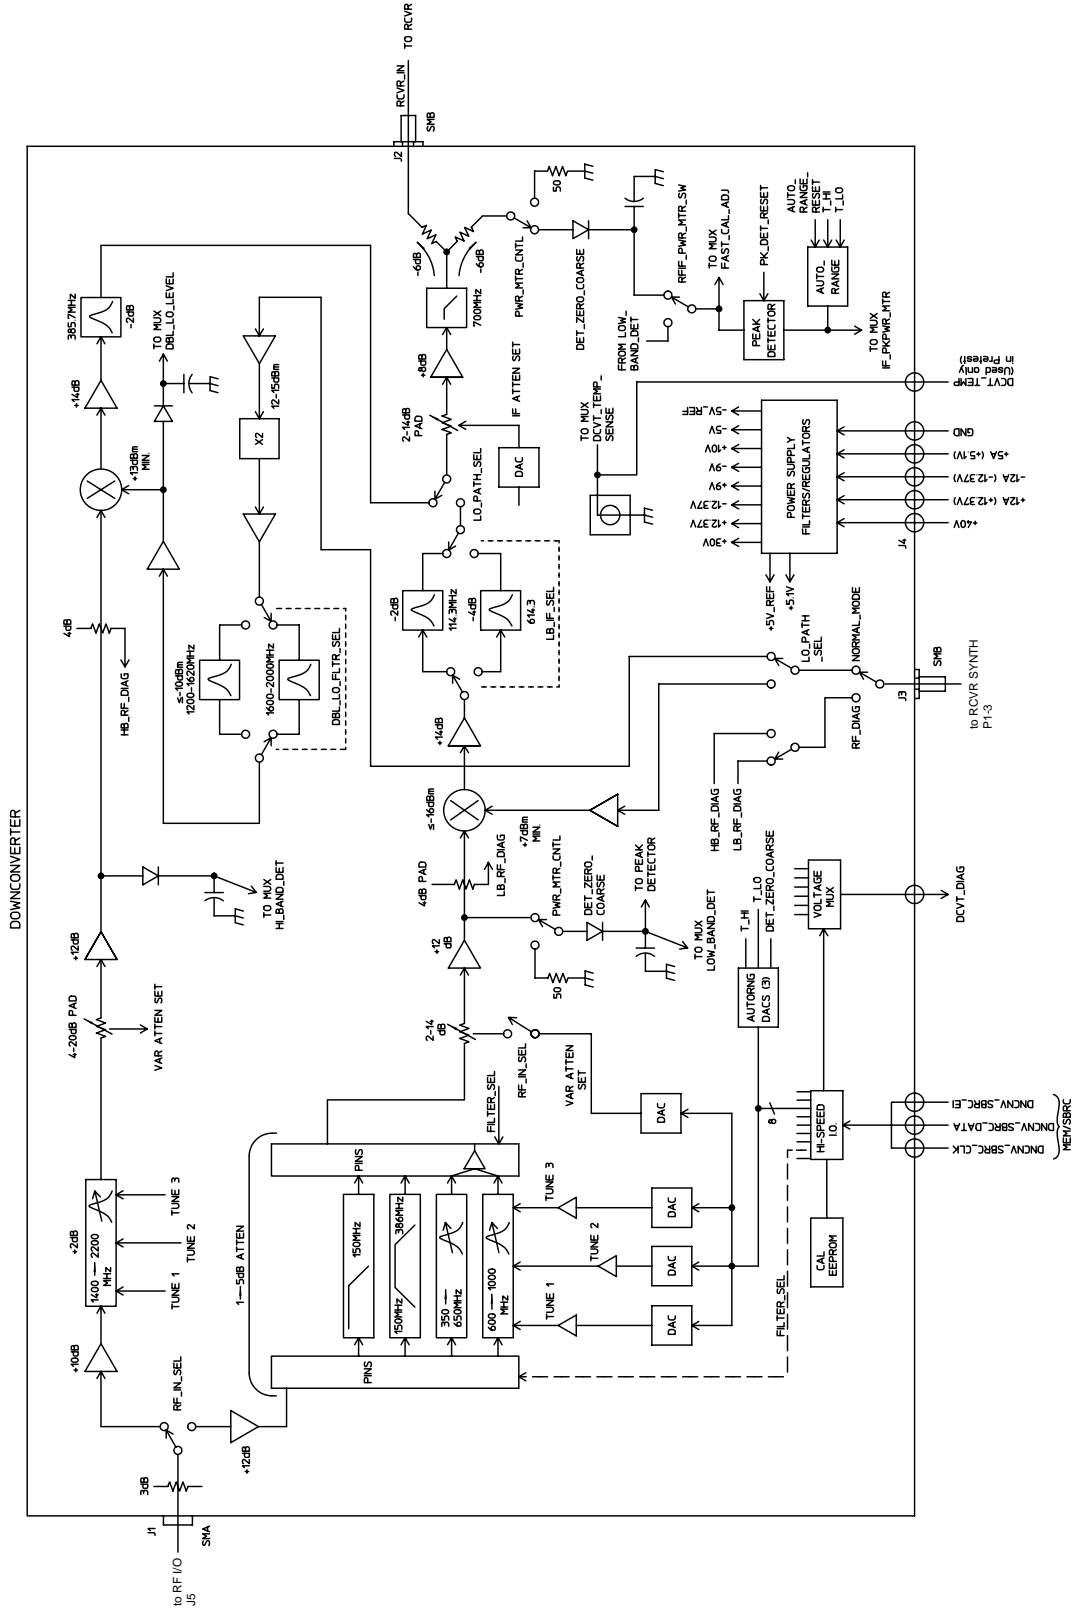 DOWNCONVERTER
to RF I/O
J5
J1
SMA
3dB
RF_IN_SEL
+10dB
+12dB
1400 — 2200
MHz
+2dB
TUNE 1
TUNE 2
TUNE 3
4-20dB PAD
VAR ATTEN SET
+12dB
TO MUX
HI_BAND_DET
4dB
HB_RF_DIAG
+13dBm
MIN.
+14dB
385.7MHz
-2dB
TO MUX
DBL_LO_LEVEL
12-15dBm
X2
≤-10dBm
1200-1620MHz
1600-2000MHz
DBL_LO_FLTR_SEL
1—5dB ATTEN
PINS
150MHz
150MHz
386MHz
350 —
650MHz
600 — 1000
MHz
PINS
FILTER_SEL
TUNE 1
TUNE 2
TUNE 3
DAC
DAC
DAC
DAC
2-14
dB
RF_IN_SEL
VAR ATTEN
SET
+12
dB
50
PWR_MTR_CNTL
DET_ZERO_
COARSE
TO PEAK
DETECTOR
TO MUX
LOW_BAND_DET
4dB PAD
LB_RF_DIAG
≤-16dBm
+7dBm
MIN.
+14dB
-2dB
114.3MHz
-4dB
614.3
LB_IF_SEL
LO_PATH_SEL
2-14dB
PAD
IF ATTEN SET
DAC
+8dB
700MHz
-6dB
-6dB
J2
SMB
RCVR_IN
TO RCVR
PWR_MTR_CNTL
50
DET_ZERO_COARSE
FROM LOW_
BAND_DET
RFIF_PWR_MTR_SW
TO MUX
FAST_CAL_ADJ
PK_DET_RESET
PEAK
DETECTOR
AUTO_
RANGE
AUTO_
RANGE_
RESET
T_HI
T_LO
TO MUX
IF_PKPWR_MTR
TO MUX
DCVT_TEMP_
SENSE
+30V
+12.37V
-12.37V
+9V
-9V
+10V
-5V
-5V_REF
POWER SUPPLY
FILTERS/REGULATORS
+5V_REF
+5.1V
J4
+40V
+12A (+12.37V)
-12A (-12.37V)
+5A (+5.1V)
GND
DCVT_TEMP
(Used only
in Pretest)
LO_PATH
_SEL
NORMAL_MODE
RF_DIAG
HB_RF_DIAG
LB_RF_DIAG
J3
SMB
to RCVR SYNTH
P1-3
FILTER_SEL
CAL
EEPROM
HI-SPEED
I.O.
8
AUTORNG
DACS (3)
T_HI
T_LO
DET_ZERO_COARSE
VOLTAGE
MUX
DCVT_DIAG
DNCNV_SBRC_CLK
DNCNV_SBRC_DATA
DNCNV_SBRC_EI
MEM/SBRC